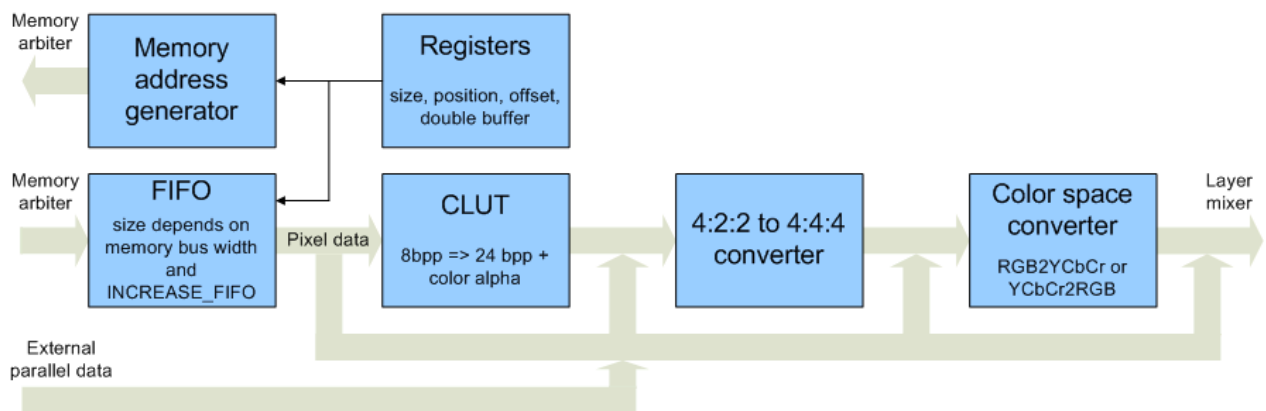 Memory
arbiter
Memory
address
generator
Registers
size, position, offset,
double buffer
Memory
arbiter
FIFO
size depends on
memory bus width
and
INCREASE_FIFO
Pixel data
CLUT
8bpp => 24 bpp +
color alpha
4:2:2 to 4:4:4
converter
Color space
converter
RGB2YCbCr or
YCbCr2RGB
Layer
mixer
External
parallel data